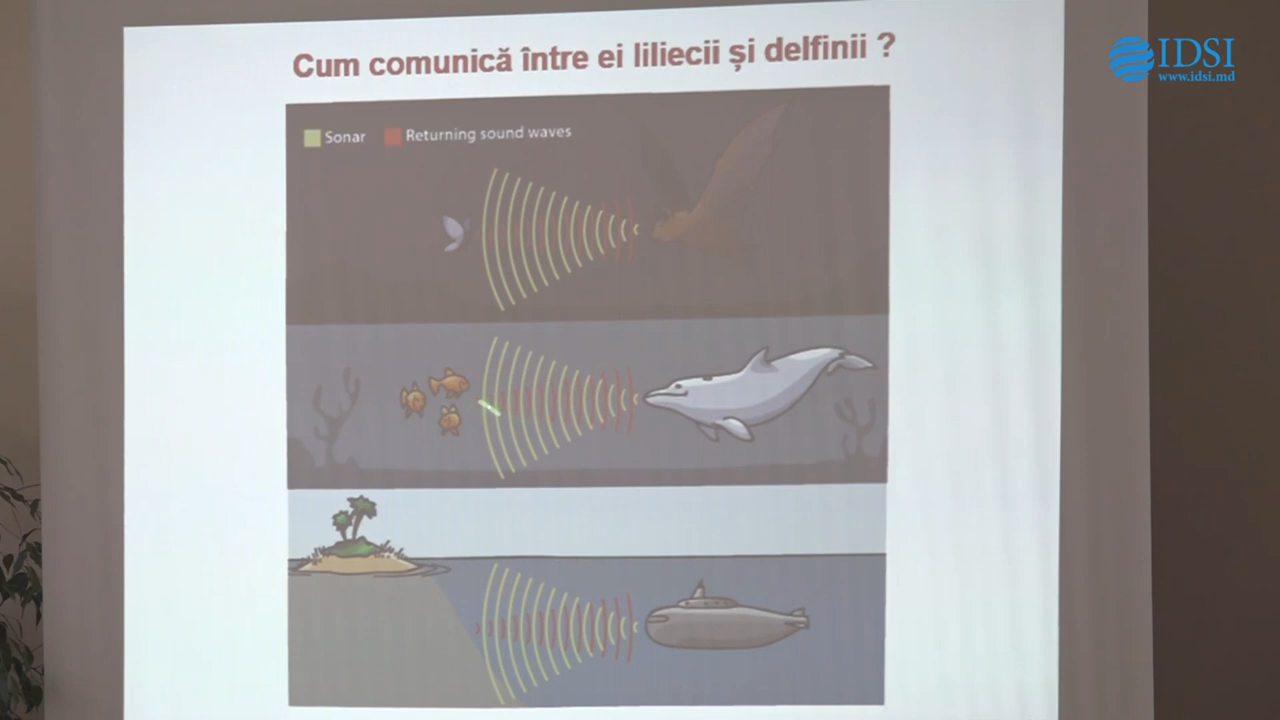 Cum comunică între ei liliecii și delfinii ?
IDSI
www.idsi.md
Sonar
Returning sound waves